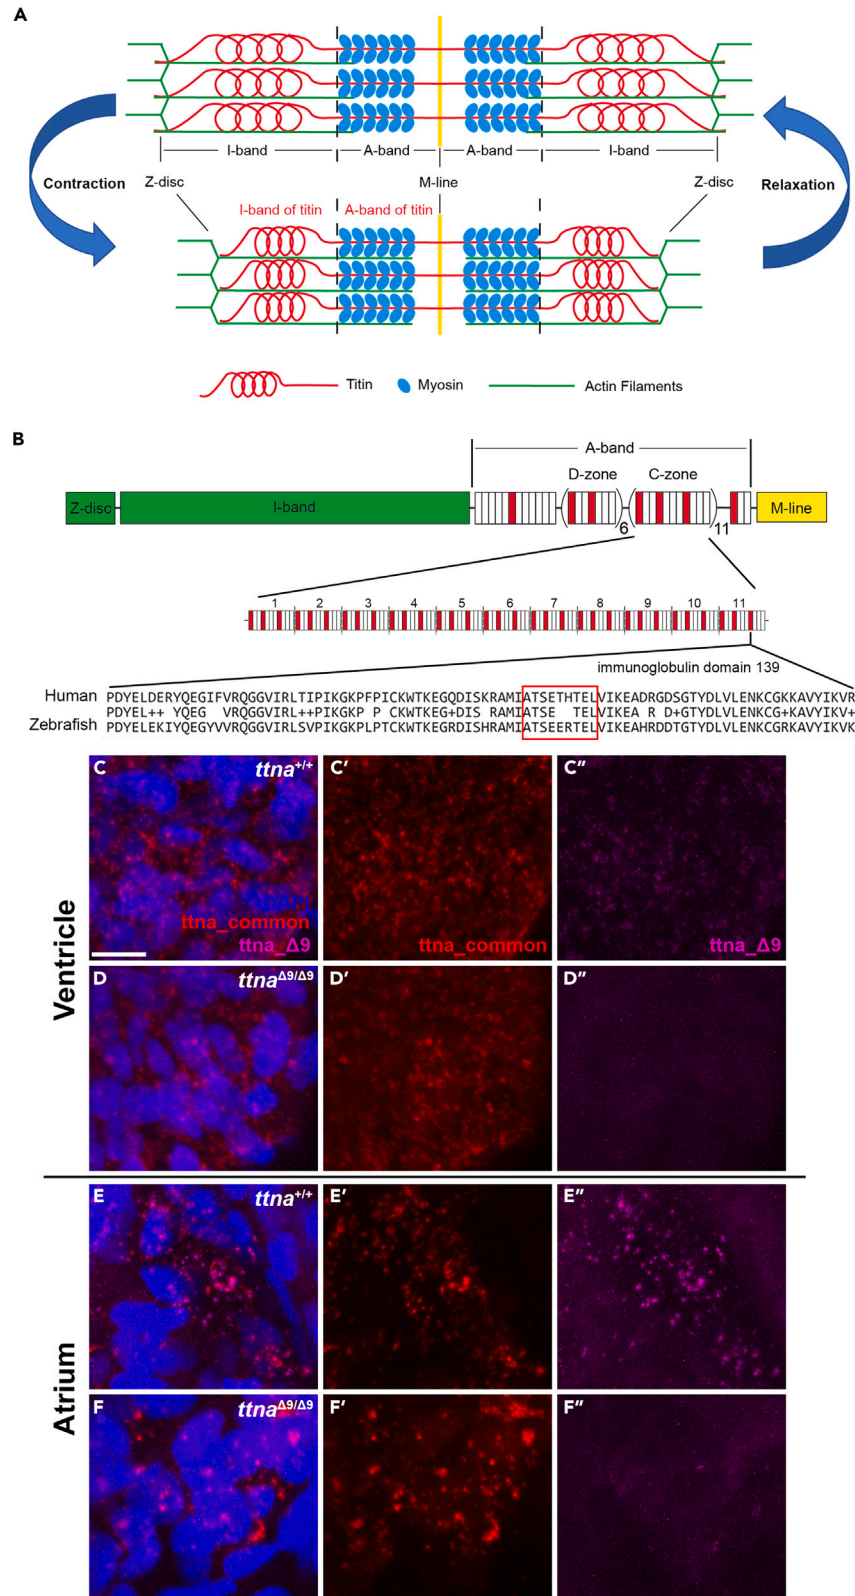 A
I-band
A-band
A-band
I-band
Contraction
Z-disc
M-line
Z-disc
Relaxation
I-band of titin
A-band of titin
Titin
Myosin
Actin Filaments
B
A-band
D-zone
C-zone
Z-disc
I-band
M-line
6
11
1 2 3 4 5 6 7 8 9 10 11
immunoglobulin domain 139
Human PDYELDERYQEGIFVRQGGVIRLTIPIKGKPFPICKWTKEGQDISKRAMIATSETHTELVIKEADRGDSGTYDLVLENKCGKKAVYIKVR
PDYEL++ YQEG VRQGGVIRL++PIKGKP P CKWTKEG+DIS RAMIATSE TELVIKEA R D+GTYDLVLENKCG+KAVYIKV+
Zebrafish PDYELEKIYQEGYVVRQGGVIRLSVPIKGKPLPTCKWTKEGRDISHRAMIATSEERTELVIKEAHRDDTGTYDLVLENKCGRKAVYIKVK
Ventricle
C
ttna+/+
DAPI
ttna_common
ttna_Δ9
C′
ttna_common
C″
ttna_Δ9
D
ttnaΔ9/Δ9
D′
D″
Atrium
E
ttna+/+
E′
E″
F
ttnaΔ9/Δ9
F′
F″